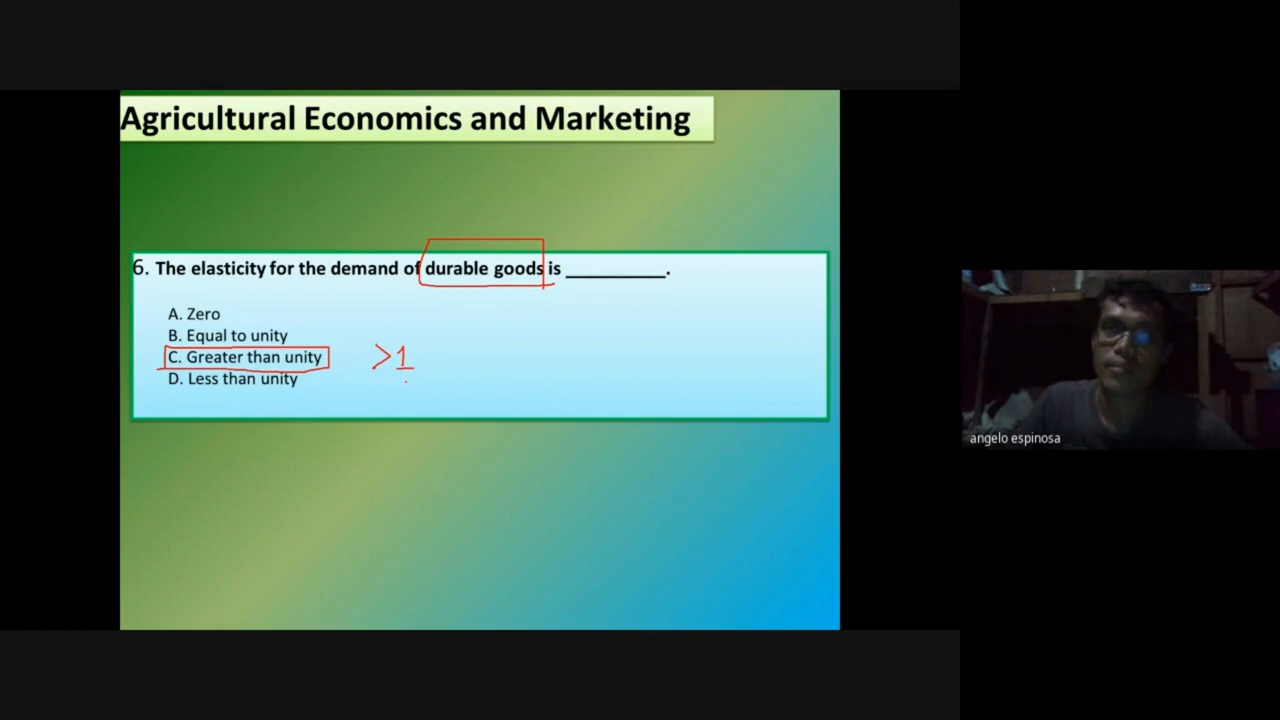 Agricultural Economics and Marketing
6. The elasticity for the demand of durable goods is ___________.
A. Zero
B. Equal to unity
C. Greater than unity >1
D. Less than unity
angelo espinosa